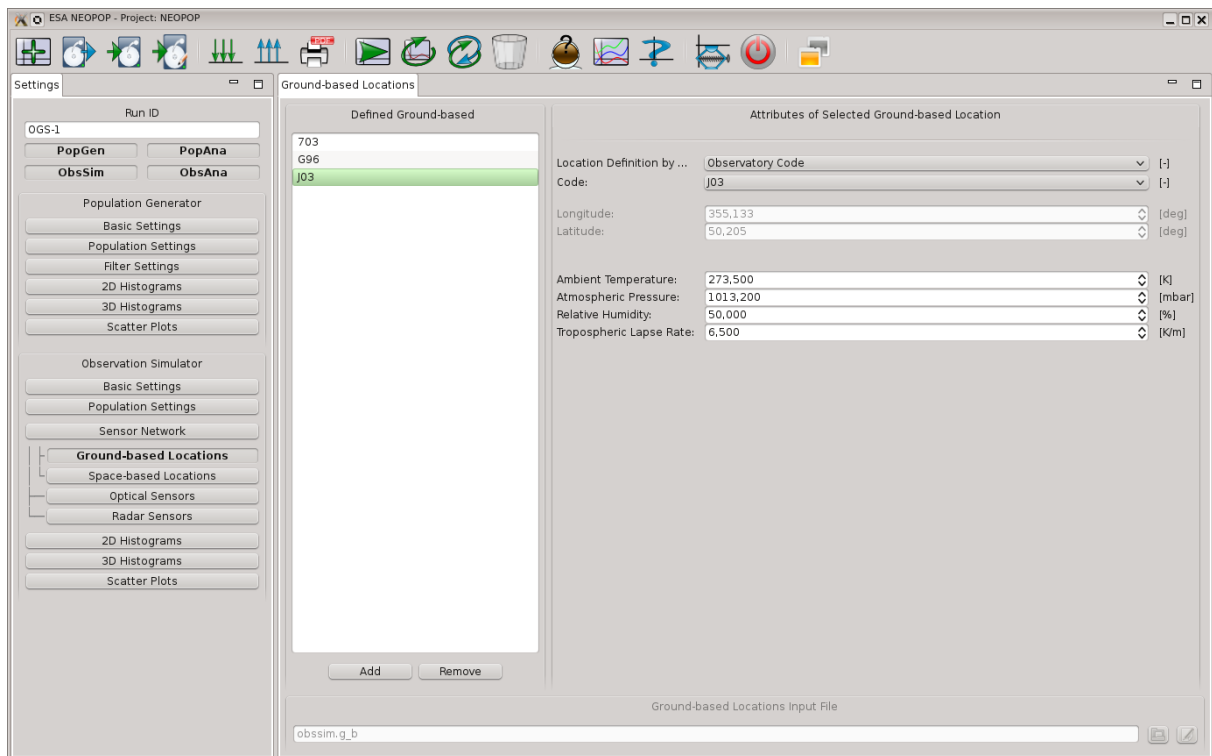 ESA NEOPOP - Project: NEOPOP
PDF
Settings
Run ID
OGS-1
PopGen PopAna
ObsSim ObsAna
Population Generator
Basic Settings
Population Settings
Filter Settings
2D Histograms
3D Histograms
Scatter Plots
Observation Simulator
Basic Settings
Population Settings
Sensor Network
Ground-based Locations
Space-based Locations
Optical Sensors
Radar Sensors
2D Histograms
3D Histograms
Scatter Plots
Ground-based Locations
Defined Ground-based
703
G96
J03
Add Remove
Attributes of Selected Ground-based Location
Location Definition by ... Observatory Code [-]
Code: J03 [-]
Longitude: 355,133 [deg]
Latitude: 50,205 [deg]
Ambient Temperature: 273,500 [K]
Atmospheric Pressure: 1013,200 [mbar]
Relative Humidity: 50,000 [%]
Tropospheric Lapse Rate: 6,500 [K/m]
Ground-based Locations Input File
obssim.g_b